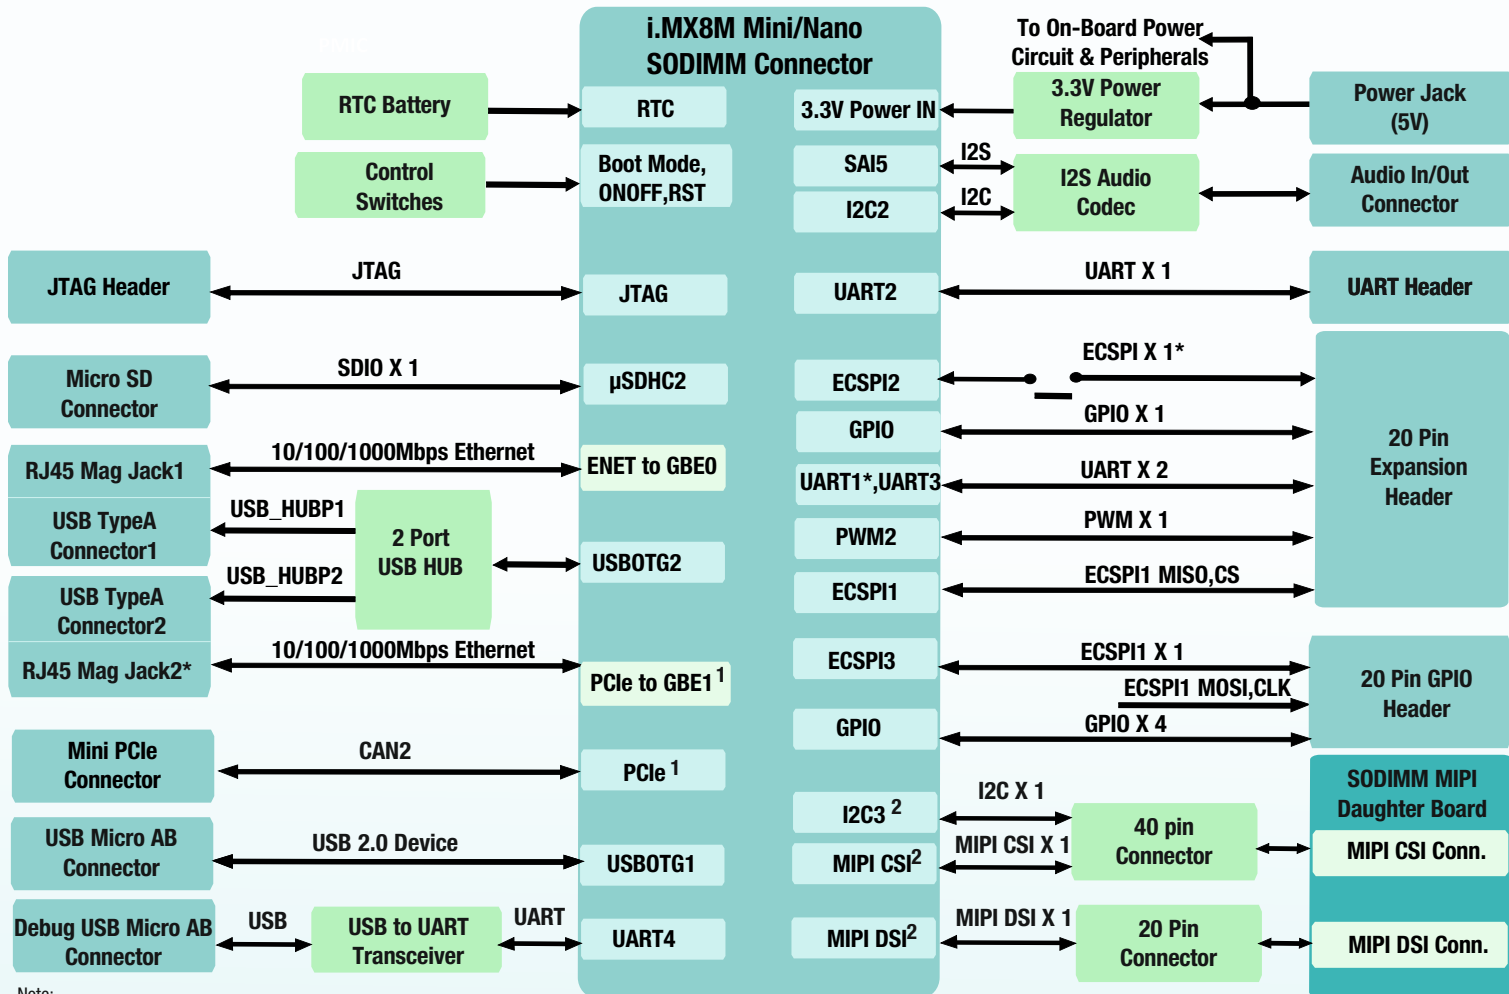 i.MX8M Mini/Nano
SODIMM Connector
To On-Board Power
Circuit & Peripherals
RTC Battery
RTC
3.3V Power IN
3.3V Power
Regulator
Power Jack
(5V)
Control
Switches
Boot Mode,
ONOFF,RST
SAI5
I2S
I2C2
I2C
I2S Audio
Codec
Audio In/Out
Connector
JTAG Header
JTAG
JTAG
UART2
UART X 1
UART Header
Micro SD
Connector
SDIO X 1
µSDHC2
ECSPI2
ECSPI X 1*
GPIO
GPIO X 1
20 Pin
Expansion
Header
RJ45 Mag Jack1
10/100/1000Mbps Ethernet
ENET to GBE0
UART1*,UART3
UART X 2
USB TypeA
Connector1
USB_HUBP1
2 Port
USB HUB
USBOTG2
PWM2
PWM X 1
USB TypeA
Connector2
USB_HUBP2
ECSPI1
ECSPI1 MISO,CS
RJ45 Mag Jack2*
10/100/1000Mbps Ethernet
PCIe to GBE1 1
ECSPI3
ECSPI1 X 1
ECSPI1 MOSI,CLK
20 Pin GPIO
Header
GPIO
GPIO X 4
Mini PCIe
Connector
CAN2
PCIe 1
I2C3 2
I2C X 1
SODIMM MIPI
Daughter Board
USB Micro AB
Connector
USB 2.0 Device
USBOTG1
MIPI CSI2
MIPI CSI X 1
40 pin
Connector
MIPI CSI Conn.
Debug USB Micro AB
Connector
USB
USB to UART
Transceiver
UART
UART4
MIPI DSI2
MIPI DSI X 1
20 Pin
Connector
MIPI DSI Conn.
Note: